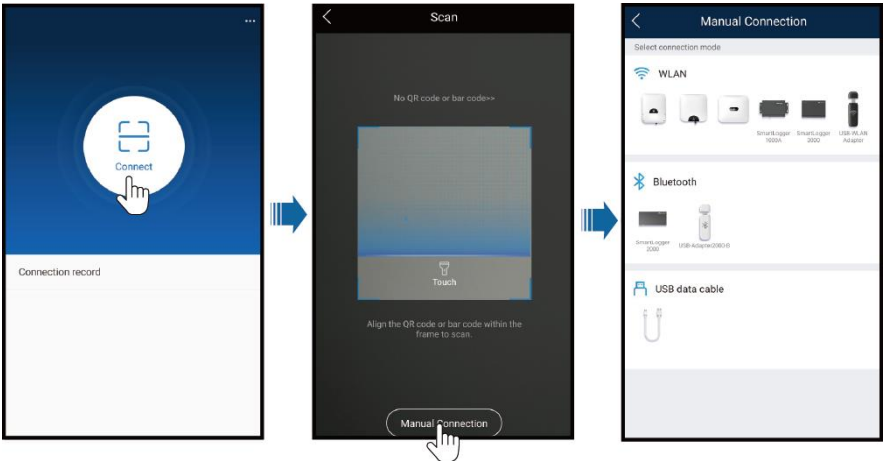 ...
Connect
Connection record
Scan
No QR code or bar code>>
Touch
Align the QR code or bar code within the
frame to scan.
Manual Connection
Manual Connection
Select connection mode
WLAN
SmartLogger SmartLogger USB-WLAN
1000A 3000 Adapter
Bluetooth
SmartLogger
2000
USB-Adapter2000-IS
USB data cable